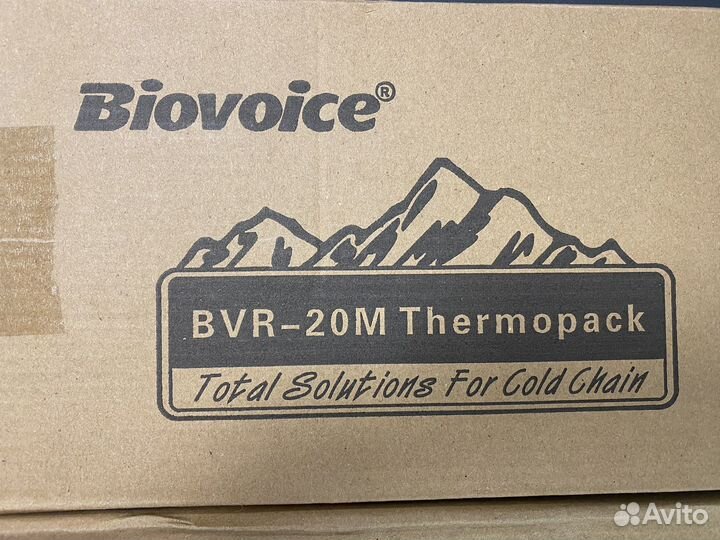 Biovoice®
BVR-20M Thermopack
Total Solutions For Cold Chain
Avito